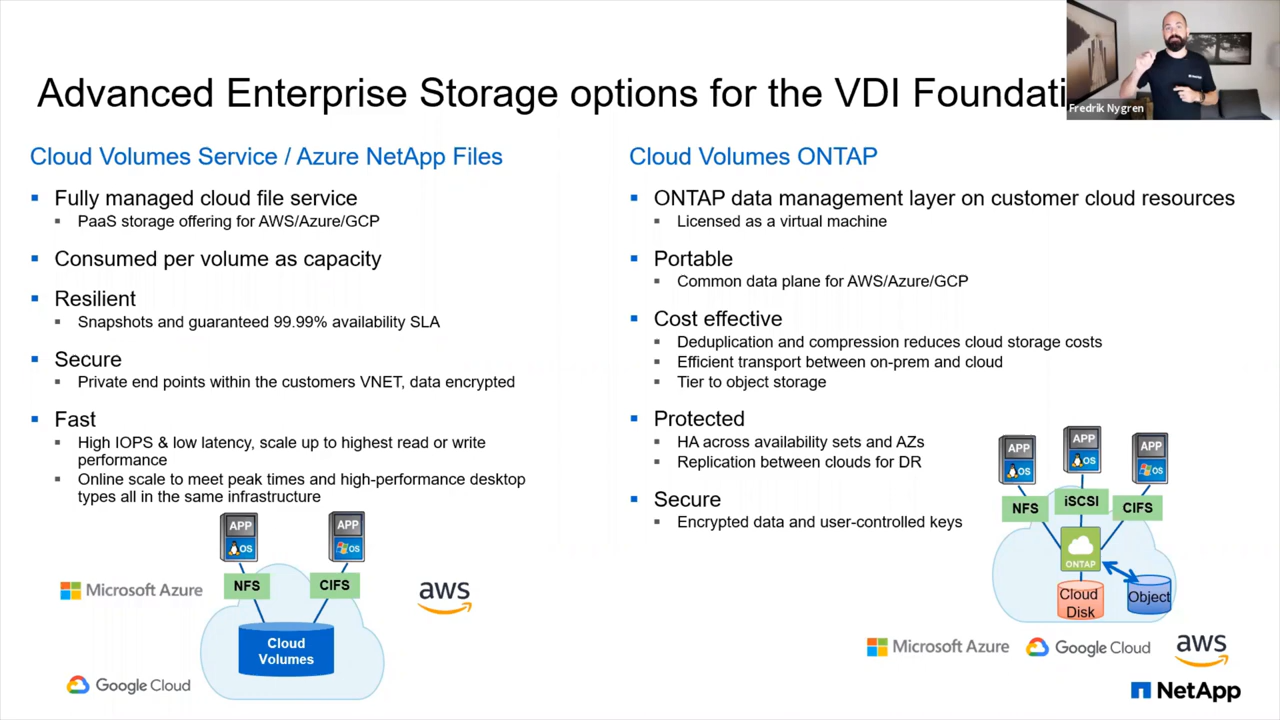 Advanced Enterprise Storage options for the VDI Foundati
Fredrik Nygren
Cloud Volumes Service / Azure NetApp Files
Fully managed cloud file service
PaaS storage offering for AWS/Azure/GCP
Consumed per volume as capacity
Resilient
Snapshots and guaranteed 99.99% availability SLA
Secure
Private end points within the customers VNET, data encrypted
Fast
High IOPS & low latency, scale up to highest read or write
performance
Online scale to meet peak times and high-performance desktop
types all in the same infrastructure
APP
OS
APP
OS
NFS
CIFS
Cloud
Volumes
Microsoft Azure
aws
Google Cloud
Cloud Volumes ONTAP
ONTAP data management layer on customer cloud resources
Licensed as a virtual machine
Portable
Common data plane for AWS/Azure/GCP
Cost effective
Deduplication and compression reduces cloud storage costs
Efficient transport between on-prem and cloud
Tier to object storage
Protected
HA across availability sets and AZs
Replication between clouds for DR
Secure
Encrypted data and user-controlled keys
APP
OS
APP
OS
APP
OS
NFS
iSCSI
CIFS
ONTAP
Cloud
Disk
Object
Microsoft Azure
Google Cloud
aws
NetApp